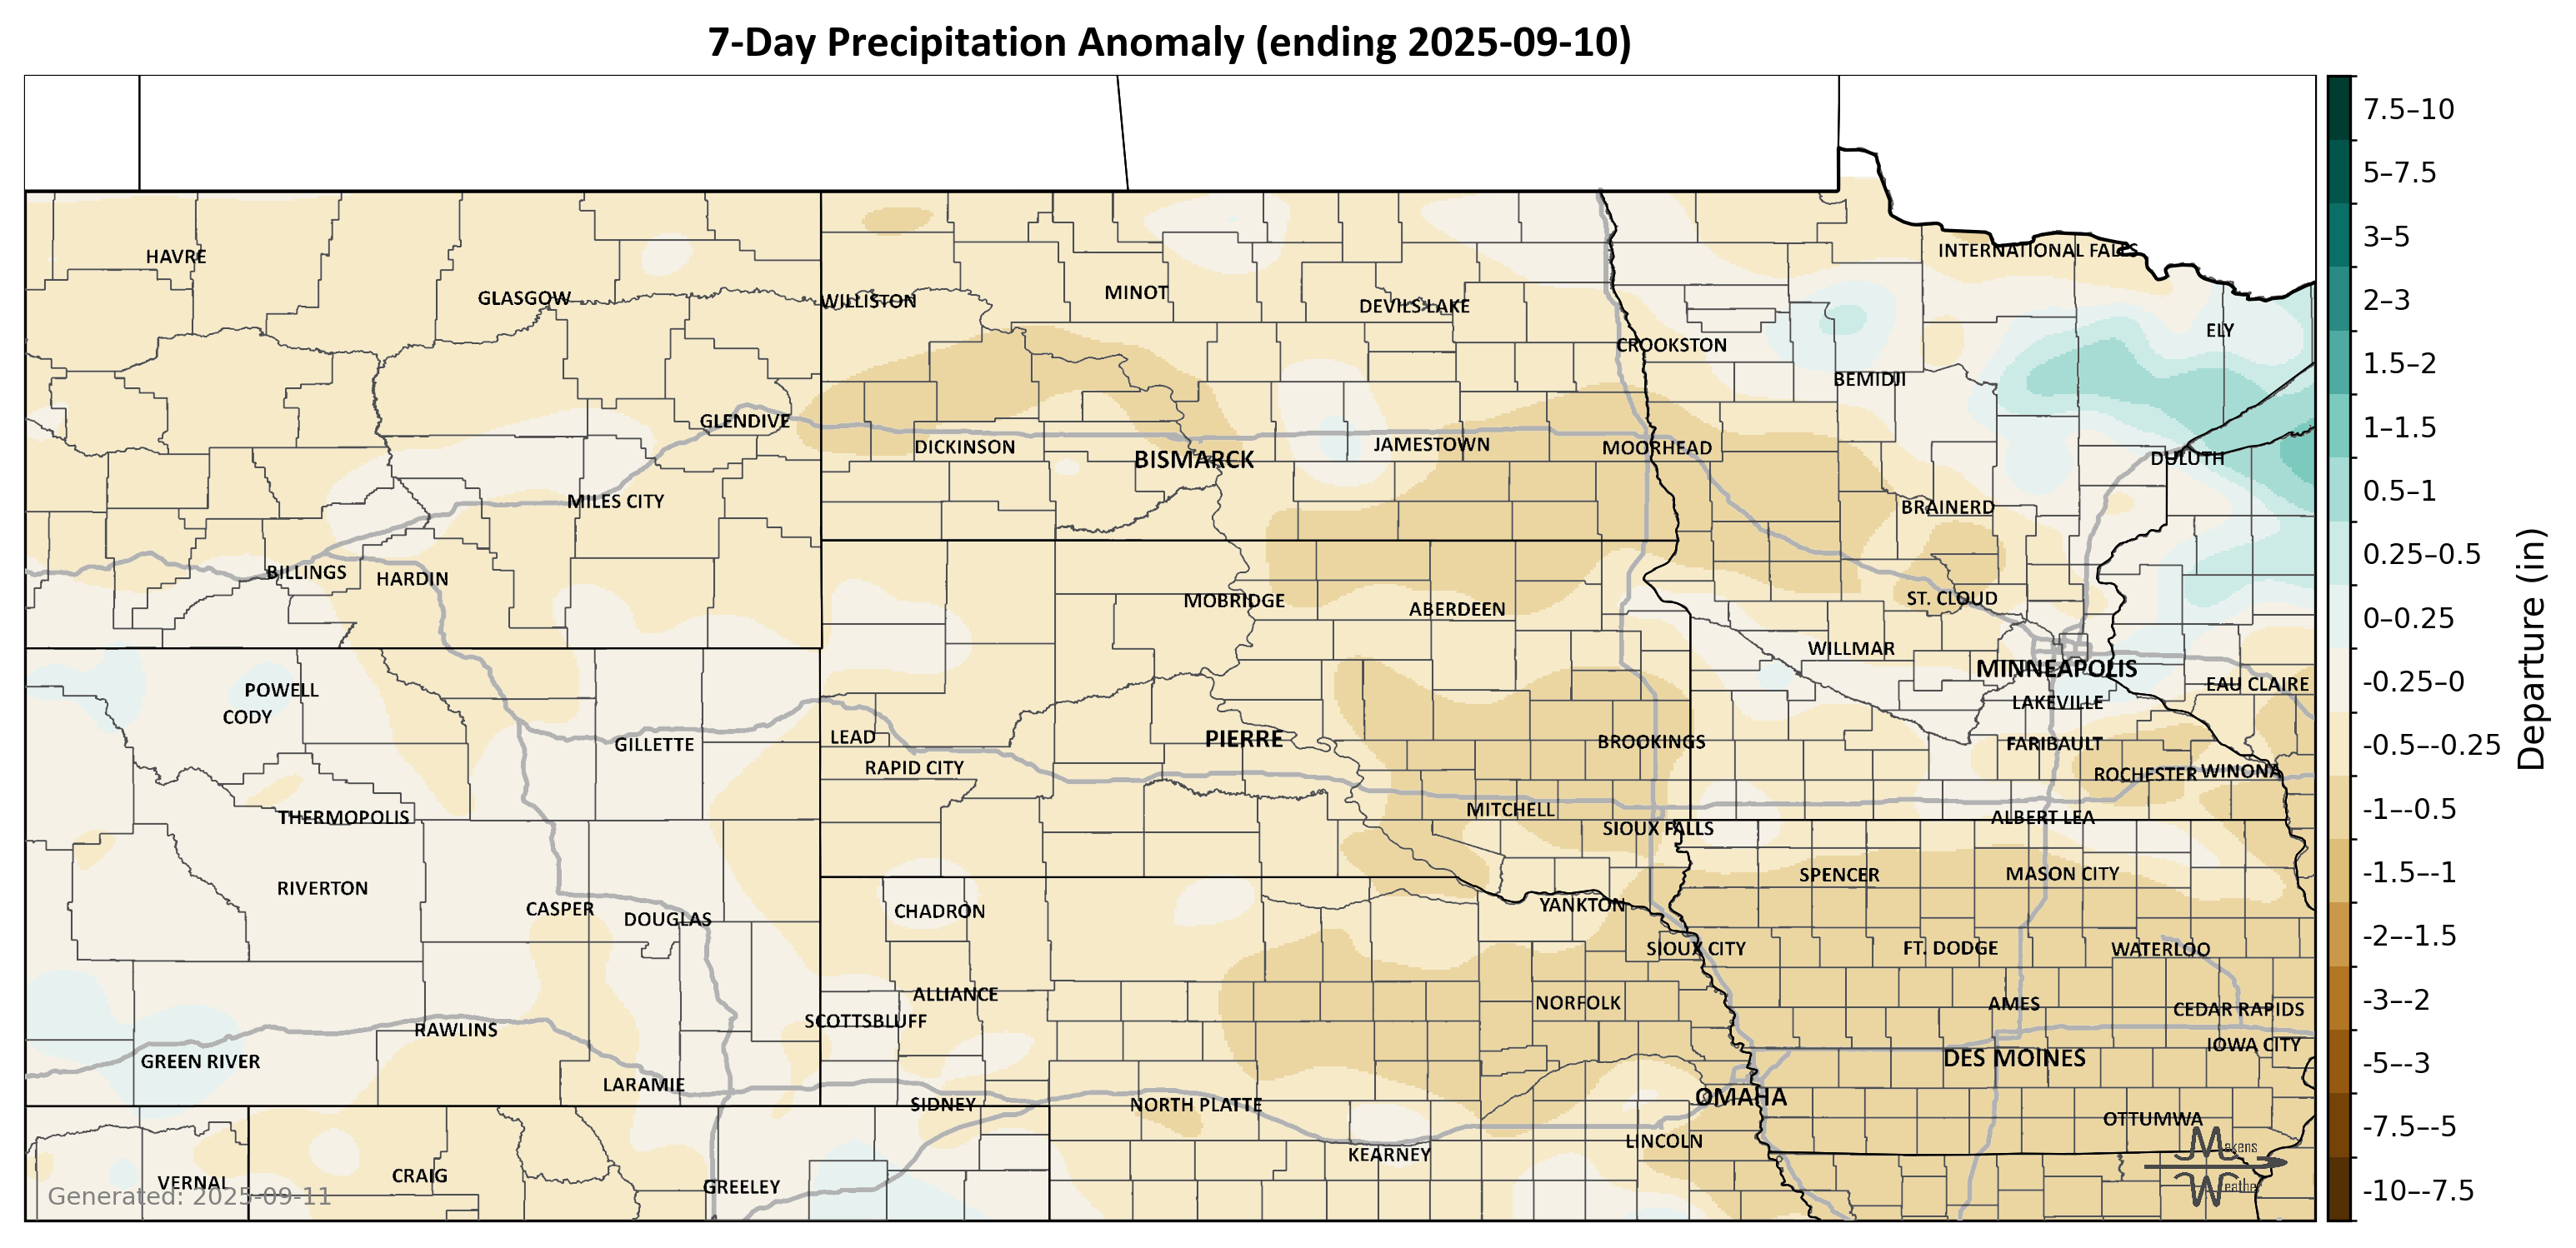 7-Day Precipitation Anomaly (ending 2025-09-10)
HAVRE
GLASGOW
WILLISTON
MINOT
DEVILS LAKE
INTERNATIONAL FALLS
ELY
CROOKSTON
BEMIDJI
GLENDIVE
DICKINSON
BISMARCK
JAMESTOWN
MOORHEAD
DULUTH
MILES CITY
BRAINERD
BILLINGS
HARDIN
MOBRIDGE
ABERDEEN
ST. CLOUD
WILLMAR
MINNEAPOLIS
EAU CLAIRE
LAKEVILLE
POWELL
CODY
GILLETTE
LEAD
RAPID CITY
PIERRE
BROOKINGS
FARIBAULT
ROCHESTER
WINONA
THERMOPOLIS
MITCHELL
SIOUX FALLS
ALBERT LEA
RIVERTON
CASPER
DOUGLAS
CHADRON
YANKTON
SPENCER
MASON CITY
SIOUX CITY
FT. DODGE
WATERLOO
ALLIANCE
SCOTTSBLUFF
NORFOLK
AMES
CEDAR RAPIDS
RAWLINS
GREEN RIVER
LARAMIE
SIDNEY
NORTH PLATTE
OMAHA
DES MOINES
IOWA CITY
OTTUMWA
LINCOLN
KEARNEY
VERNAL
CRAIG
GREELEY
Generated: 2025-09-11
Makens
Weather
7.5–10
5–7.5
3–5
2–3
1.5–2
1–1.5
0.5–1
0.25–0.5
0–0.25
-0.25–0
-0.5–-0.25
-1–-0.5
-1.5–-1
-2–-1.5
-3–-2
-5–-3
-7.5–-5
-10–-7.5
Departure (in)